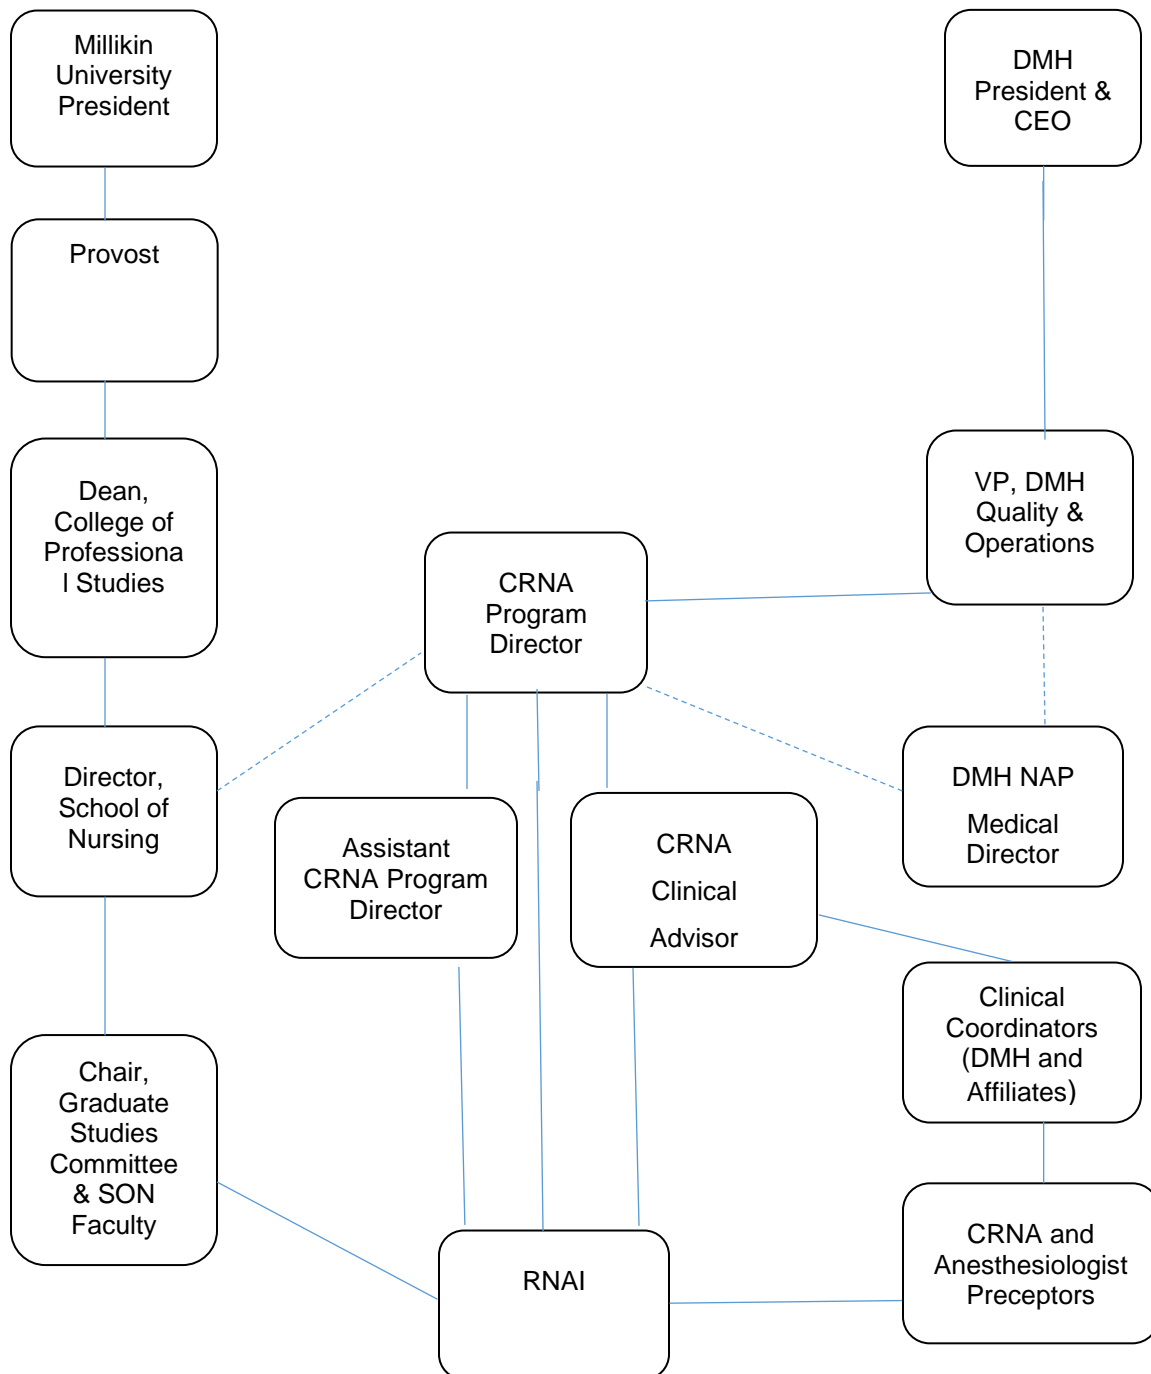 Millikin
University
President
DMH
President &
CEO
Provost
Dean,
College of
Professiona
l Studies
VP, DMH
Quality &
Operations
CRNA
Program
Director
Director,
School of
Nursing
Assistant
CRNA Program
Director
CRNA
Clinical
Advisor
DMH NAP
Medical
Director
Clinical
Coordinators
(DMH and
Affiliates)
Chair,
Graduate
Studies
Committee
& SON
Faculty
RNAI
CRNA and
Anesthesiologist
Preceptors